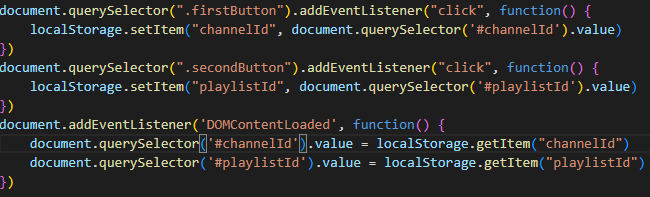 document.querySelector(".firstButton").addEventListener("click", function() {
    localStorage.setItem("channelId", document.querySelector('#channelId').value)
})
document.querySelector(".secondButton").addEventListener("click", function() {
    localStorage.setItem("playlistId", document.querySelector('#playlistId').value)
})
document.addEventListener('DOMContentLoaded', function() {
    document.querySelector('#channelId').value = localStorage.getItem("channelId")
    document.querySelector('#playlistId').value = localStorage.getItem("playlistId")
})